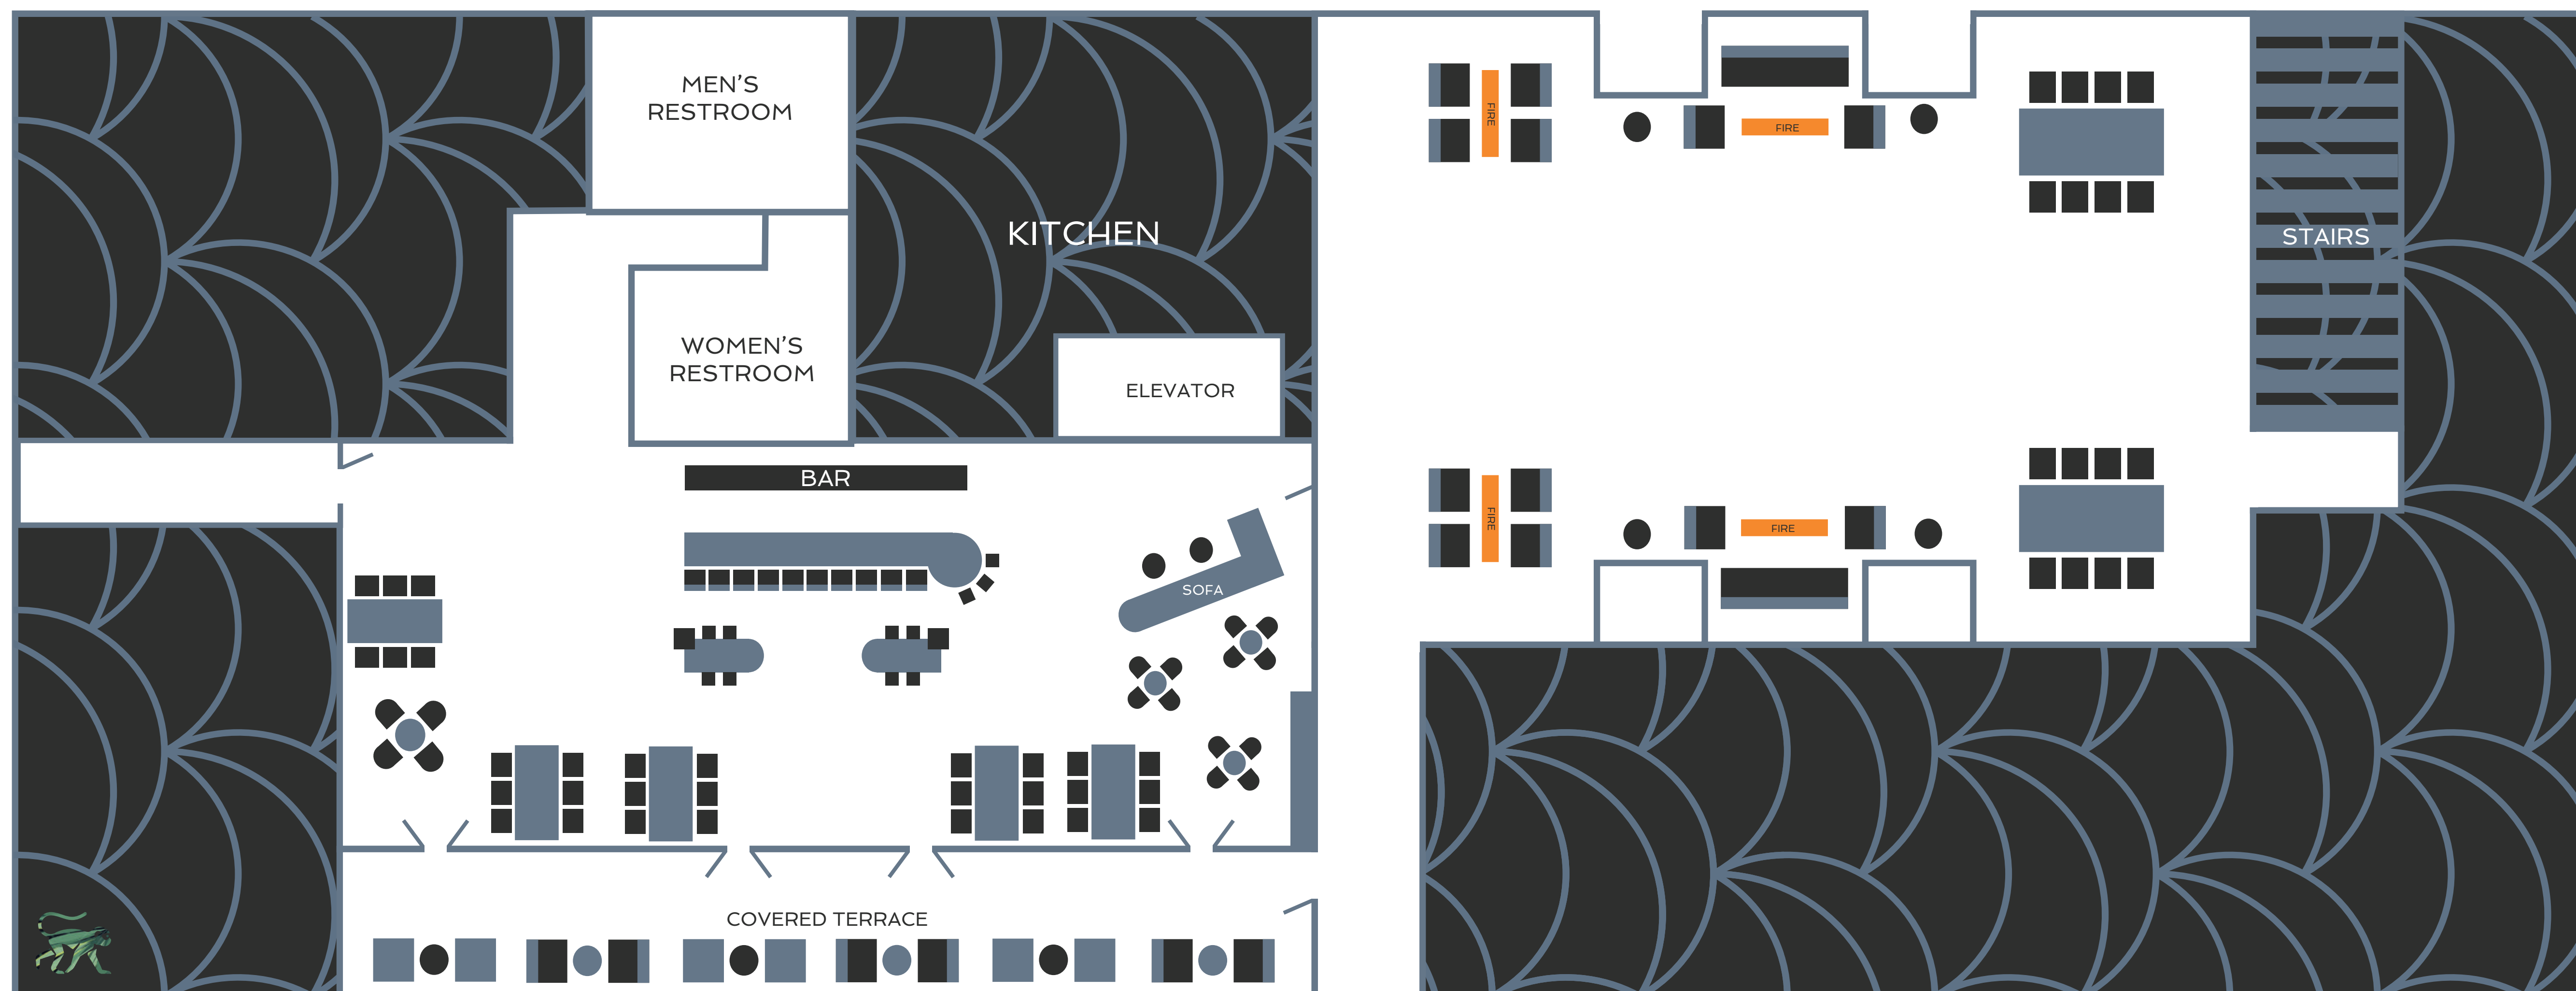 MEN'S
RESTROOM
KITCHEN
WOMEN'S
RESTROOM
ELEVATOR
BAR
SOFA
COVERED TERRACE
FIRE
FIRE
STAIRS
FIRE
FIRE